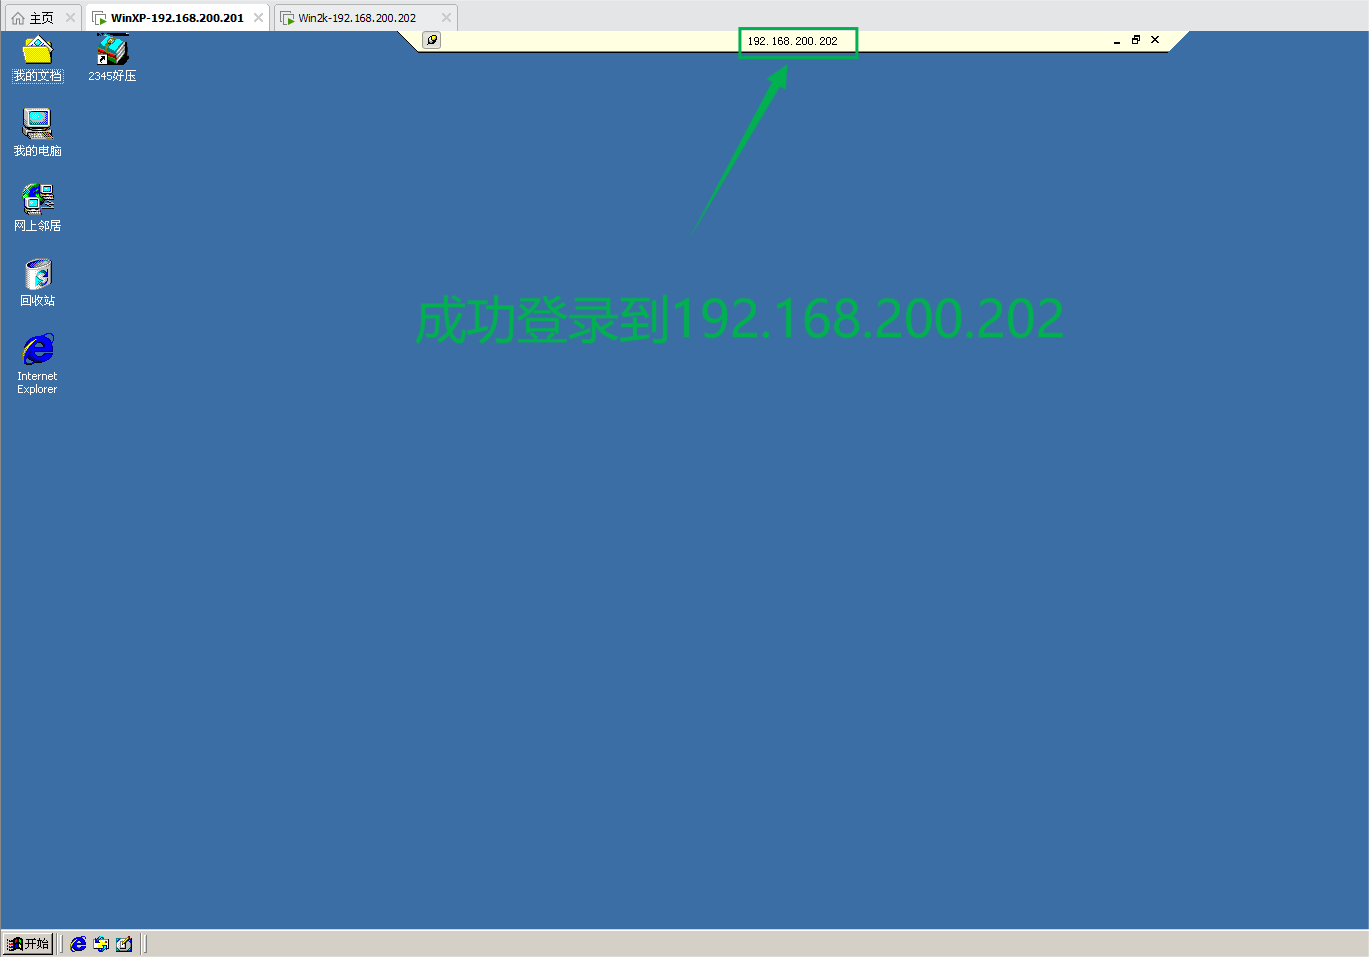 主页
WinXP-192.168.200.201
Win2k-192.168.200.202
192.168.200.202
我的文档
2345好压
我的电脑
网上邻居
回收站
Internet
Explorer
成功登录到192.168.200.202
开始